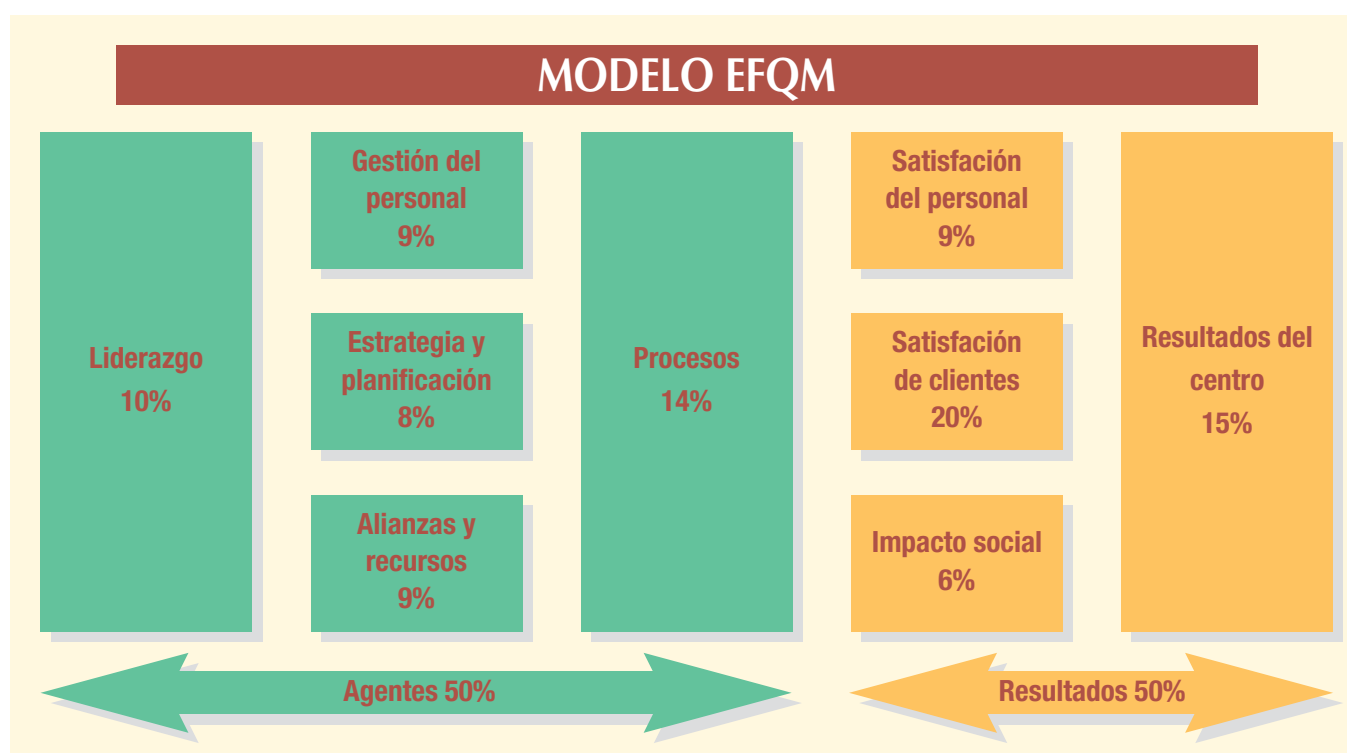 MODELO EFQM
Liderazgo
10%
Gestión del
personal
9%
Estrategia y
planificación
8%
Alianzas y
recursos
9%
Procesos
14%
Satisfación
del personal
9%
Satisfación
de clientes
20%
Impacto social
6%
Resultados del
centro
15%
Agentes 50%
Resultados 50%